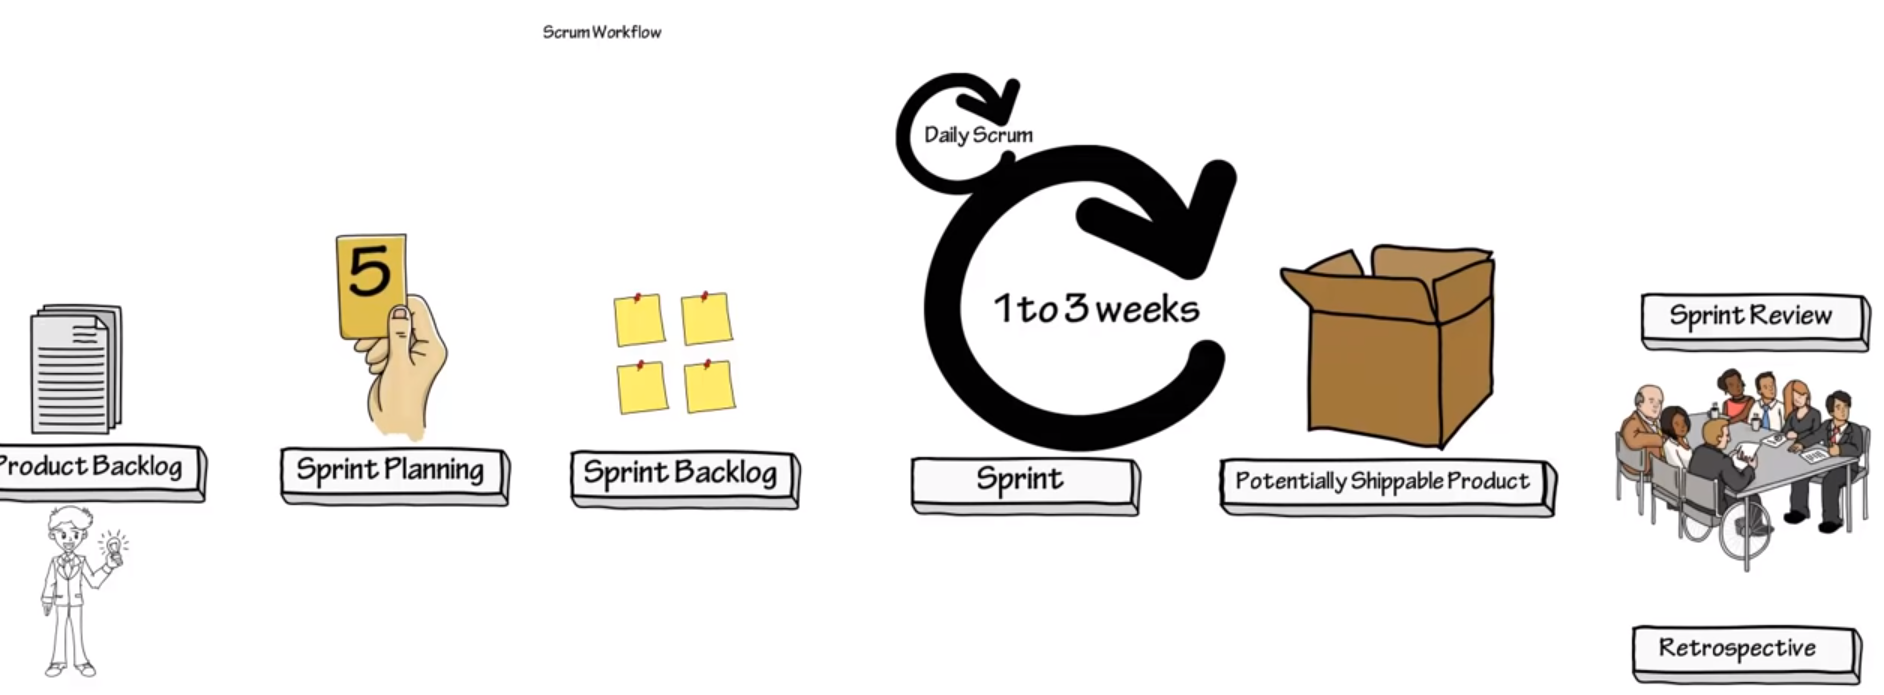 Scrum Workflow
Daily Scrum
5
1 to 3 weeks
Sprint Review
Product Backlog
Sprint Planning
Sprint Backlog
Sprint
Potentially Shippable Product
Retrospective